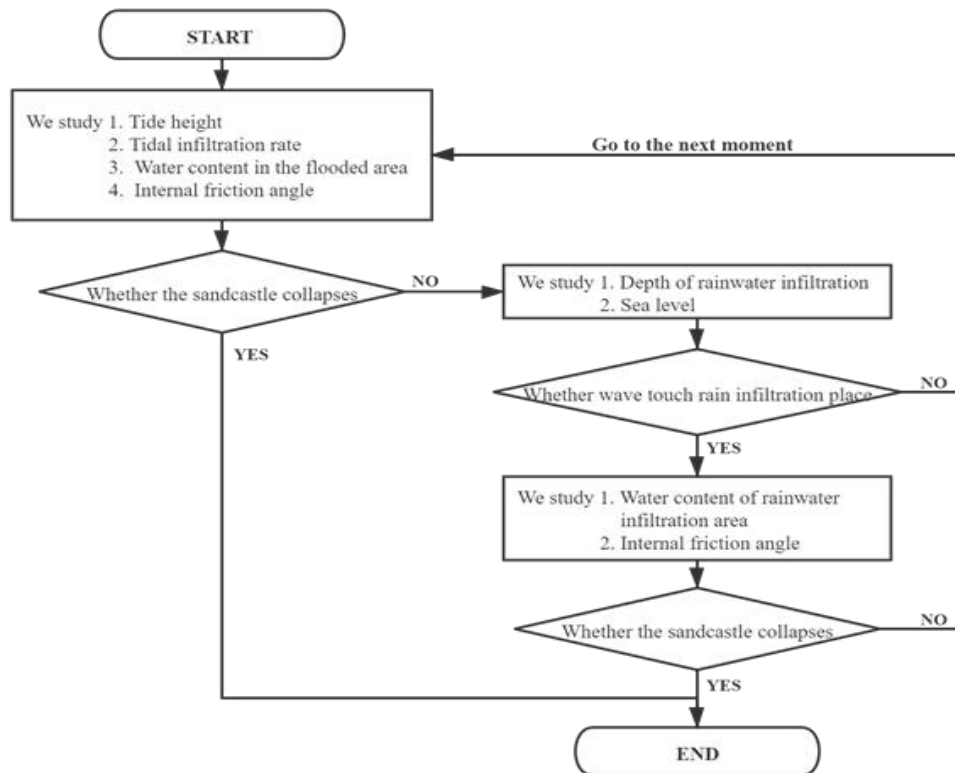 START
We study 1. Tide height
2. Tidal infiltration rate
3. Water content in the flooded area
4. Internal friction angle
Go to the next moment
Whether the sandcastle collapses
NO
YES
We study 1. Depth of rainwater infiltration
2. Sea level
Whether wave touch rain infiltration place
NO
YES
We study 1. Water content of rainwater
infiltration area
2. Internal friction angle
Whether the sandcastle collapses
NO
YES
END